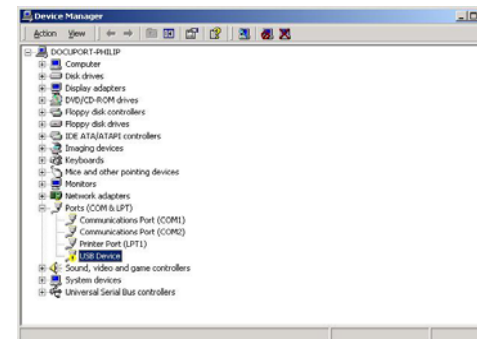 Device Manager
Action View
DOCUPORT-PHILIP
Computer
Disk drives
Display adapters
DVD/CD-ROM drives
Floppy disk controllers
Floppy disk drives
IDE ATA/ATAPI controllers
Imaging devices
Keyboards
Mice and other pointing devices
Monitors
Network adapters
Ports (COM & LPT)
Communications Port (COM1)
Communications Port (COM2)
Printer Port (LPT1)
USB Device
Sound, video and game controllers
System devices
Universal Serial Bus controllers